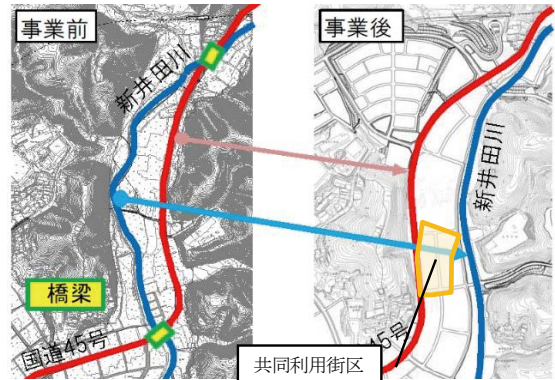 事業前
新井田川
橋梁
国道45号
事業後
新井田川
45号
共同利用街区